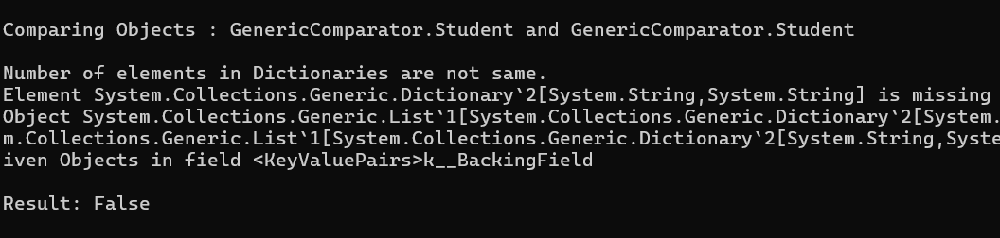 Comparing Objects : GenericComparator.Student and GenericComparator.Student
Number of elements in Dictionaries are not same.
Element System.Collections.Generic.Dictionary`2[System.String,System.String] is missing
Object System.Collections.Generic.List`1[System.Collections.Generic.Dictionary`2[System.
m.Collections.Generic.List`1[System.Collections.Generic.Dictionary`2[System.String,Syste
iven Objects in field <KeyValuePairs>k__BackingField
Result: False